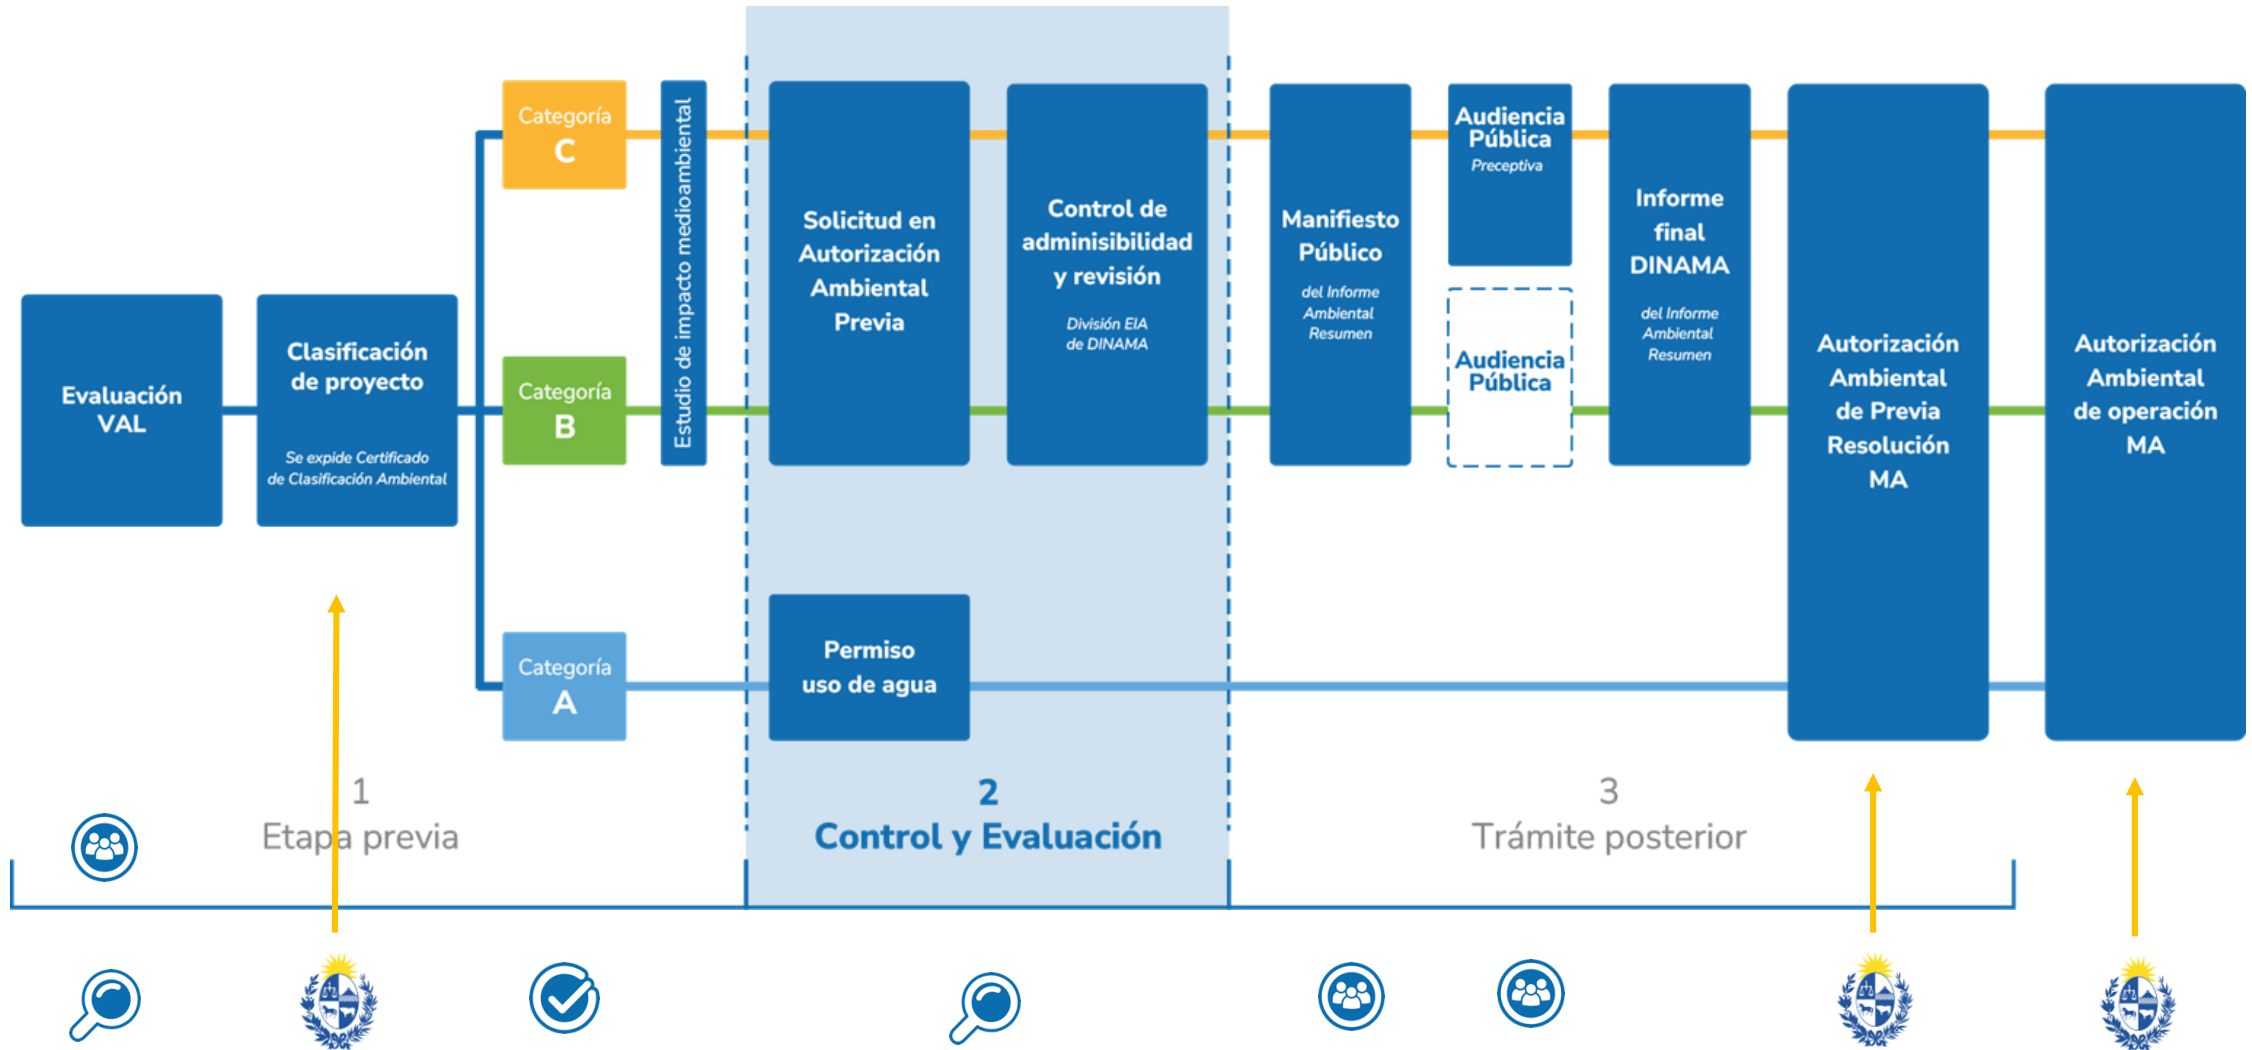 Evaluación
VAL
Clasificación
de proyecto
Se expide Certificado
de Clasificación Ambiental
Categoría
C
Categoría
B
Categoría
A
Estudio de impacto medioambiental
Solicitud en
Autorización
Ambiental
Previa
Control de
adminisibilidad
y revisión
División EIA
de DINAMA
Permiso
uso de agua
Manifiesto
Público
del Informe
Ambiental
Resumen
Audiencia
Pública
Preceptiva
Audiencia
Pública
Informe
final
DINAMA
del Informe
Ambiental
Resumen
Autorización
Ambiental
de Previa
Resolución
MA
Autorización
Ambiental
de operación
MA
1
Etapa previa
2
Control y Evaluación
3
Trámite posterior